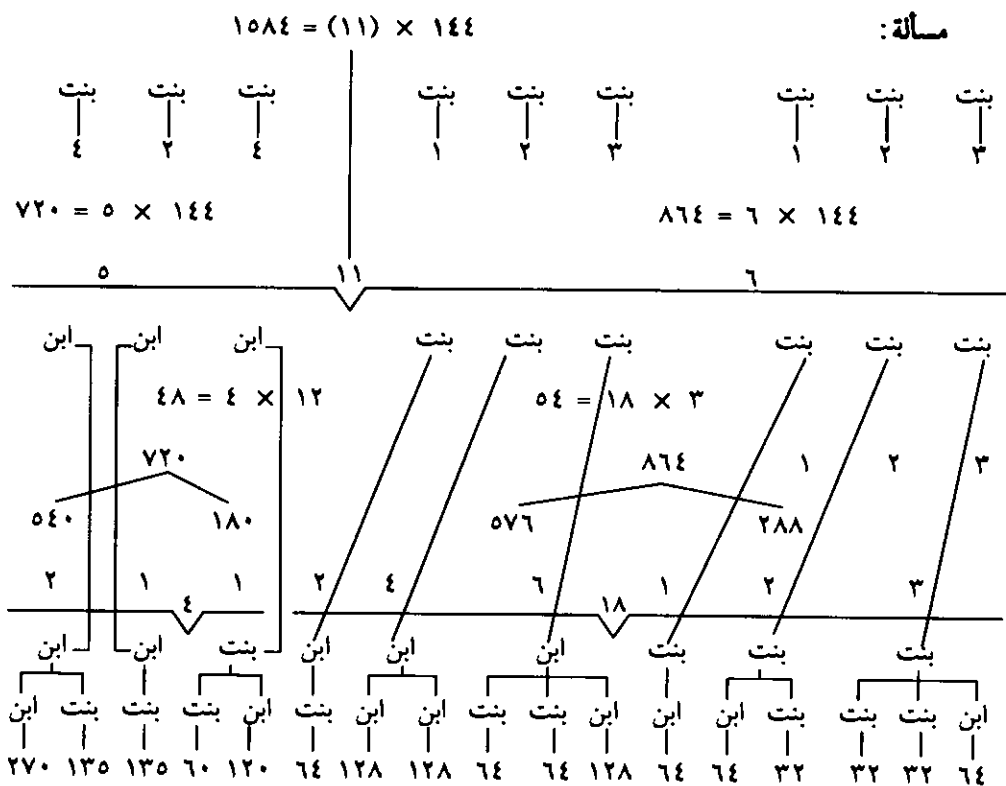 مسألة:
١٤٤ × (١١) = ١٥٨٤
بنت بنت بنت بنت بنت بنت بنت بنت بنت
٣ ٢ ١ ٣ ٢ ١ ٤ ٢ ٤
١٤٤ × ٦ = ٨٦٤ ١٤٤ × ٥ = ٧٢٠
٦ ١١ ٥
بنت بنت بنت بنت بنت بنت ابن ابن ابن
٣ × ١٨ = ٥٤ ١٢ × ٤ = ٤٨
٣ ٢ ١ ٨٦٤ ٧٢٠
٢٨٨ ٥٧٦ ١٨٠ ٥٤٠
٣ ٢ ١ ٦ ٤ ٢ ١ ١ ٢
١٨ ٤
بنت بنت بنت ابن ابن ابن بنت ابن ابن
ابن بنت بنت بنت ابن ابن ابن بنت بنت ابن ابن بنت ابن بنت بنت بنت ابن
٦٤ ٣٢ ٣٢ ٣٢ ٦٤ ٦٤ ١٢٨ ٦٤ ٦٤ ١٢٨ ١٢٨ ٦٤ ١٢٠ ٦٠ ١٣٥ ١٣٥ ٢٧٠